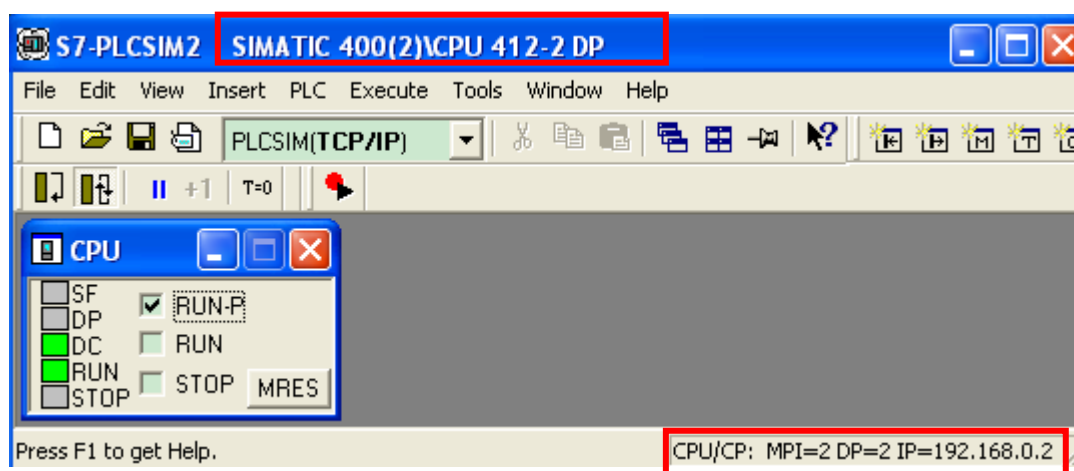 S7-PLCSIM2 SIMATIC 400(2)\CPU 412-2 DP
File Edit View Insert PLC Execute Tools Window Help
PLCSIM(TCP/IP)
+1 T=0
CPU
SF
DP
DC
RUN
STOP
RUN-P
RUN
STOP MRES
Press F1 to get Help. CPU/CP: MPI=2 DP=2 IP=192.168.0.2